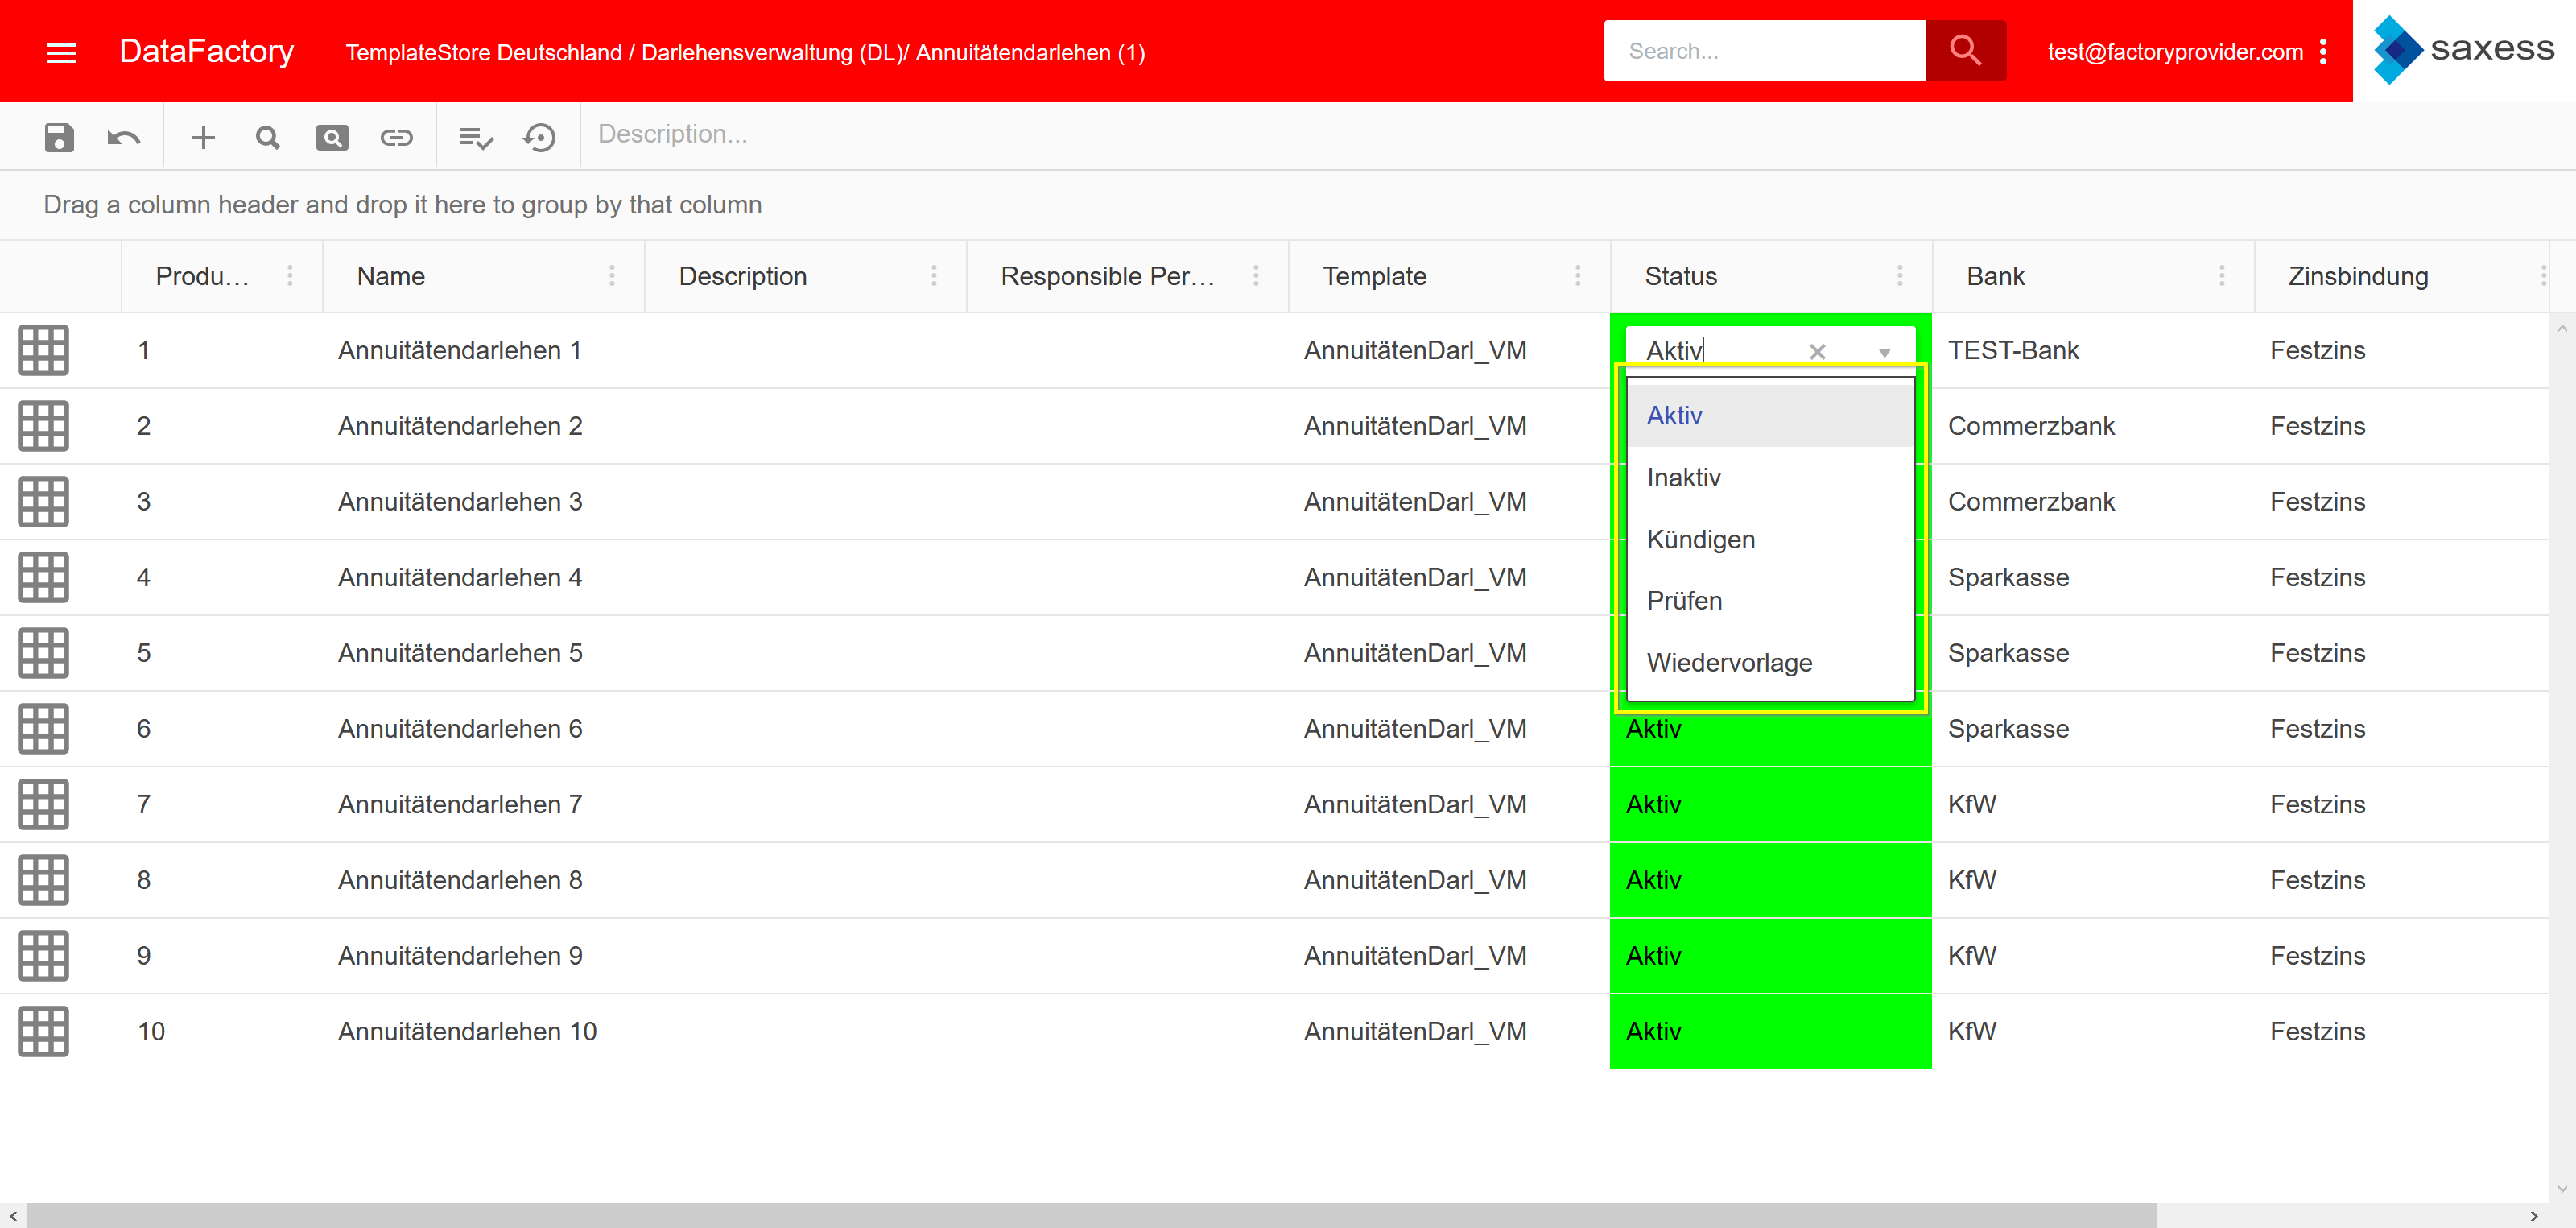 DataFactory TemplateStore Deutschland / Darlehensverwaltung (DL)/ Annuitätendarlehen (1) Search... test@factoryprovider.com saxess
Description...
Drag a column header and drop it here to group by that column
Produ... Name Description Responsible Per... Template Status Bank Zinsbindung
1 Annuitätendarlehen 1 AnnuitätenDarl_VM Aktiv TEST-Bank Festzins
Aktiv
2 Annuitätendarlehen 2 AnnuitätenDarl_VM Commerzbank Festzins
Inaktiv
3 Annuitätendarlehen 3 AnnuitätenDarl_VM Commerzbank Festzins
Kündigen
4 Annuitätendarlehen 4 AnnuitätenDarl_VM Sparkasse Festzins
Prüfen
5 Annuitätendarlehen 5 AnnuitätenDarl_VM Sparkasse Festzins
Wiedervorlage
6 Annuitätendarlehen 6 AnnuitätenDarl_VM Aktiv Sparkasse Festzins
7 Annuitätendarlehen 7 AnnuitätenDarl_VM Aktiv KfW Festzins
8 Annuitätendarlehen 8 AnnuitätenDarl_VM Aktiv KfW Festzins
9 Annuitätendarlehen 9 AnnuitätenDarl_VM Aktiv KfW Festzins
10 Annuitätendarlehen 10 AnnuitätenDarl_VM Aktiv KfW Festzins